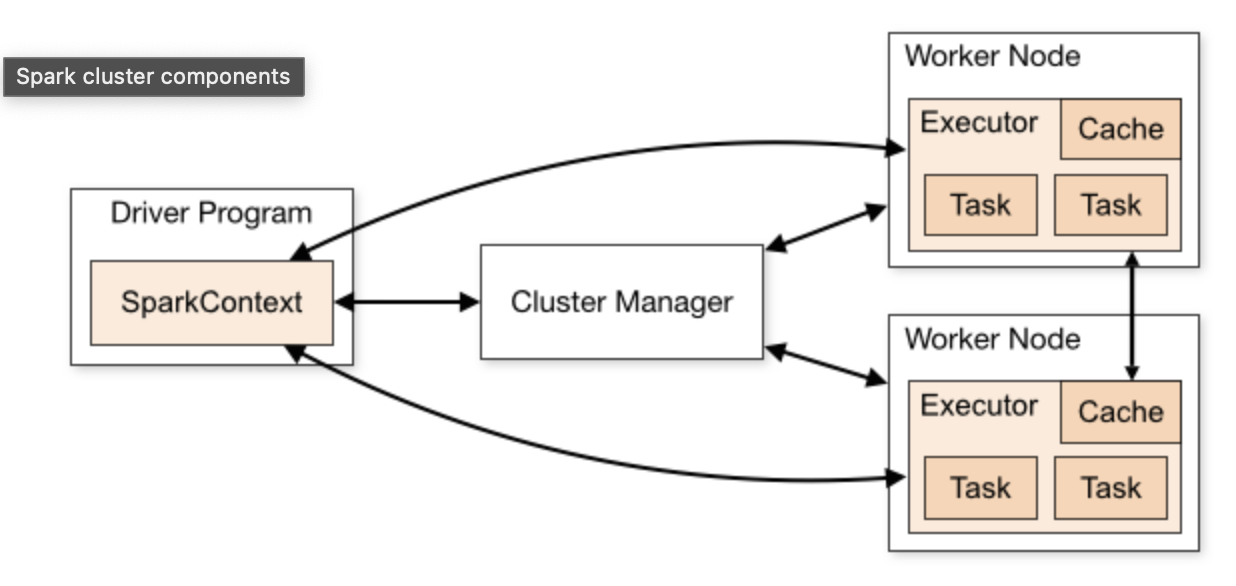 Spark cluster components
Driver Program
SparkContext
Cluster Manager
Worker Node
Executor
Cache
Task
Task
Worker Node
Executor
Cache
Task
Task